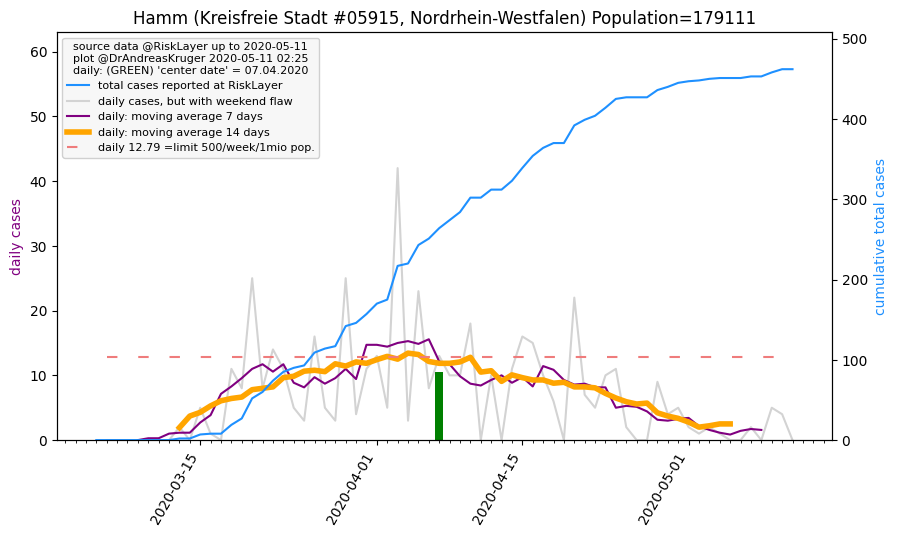 Hamm (Kreisfreie Stadt #05915, Nordrhein-Westfalen) Population=179111
source data @RiskLayer up to 2020-05-11
plot @DrAndreasKruger 2020-05-11 02:25
daily: (GREEN) 'center date' = 07.04.2020
total cases reported at RiskLayer
daily cases, but with weekend flaw
daily: moving average 7 days
daily: moving average 14 days
daily 12.79 =limit 500/week/1mio pop.
daily cases
60
50
40
30
20
10
0
500
400
300
200
100
0
cumulative total cases
2020-03-15
2020-04-01
2020-04-15
2020-05-01